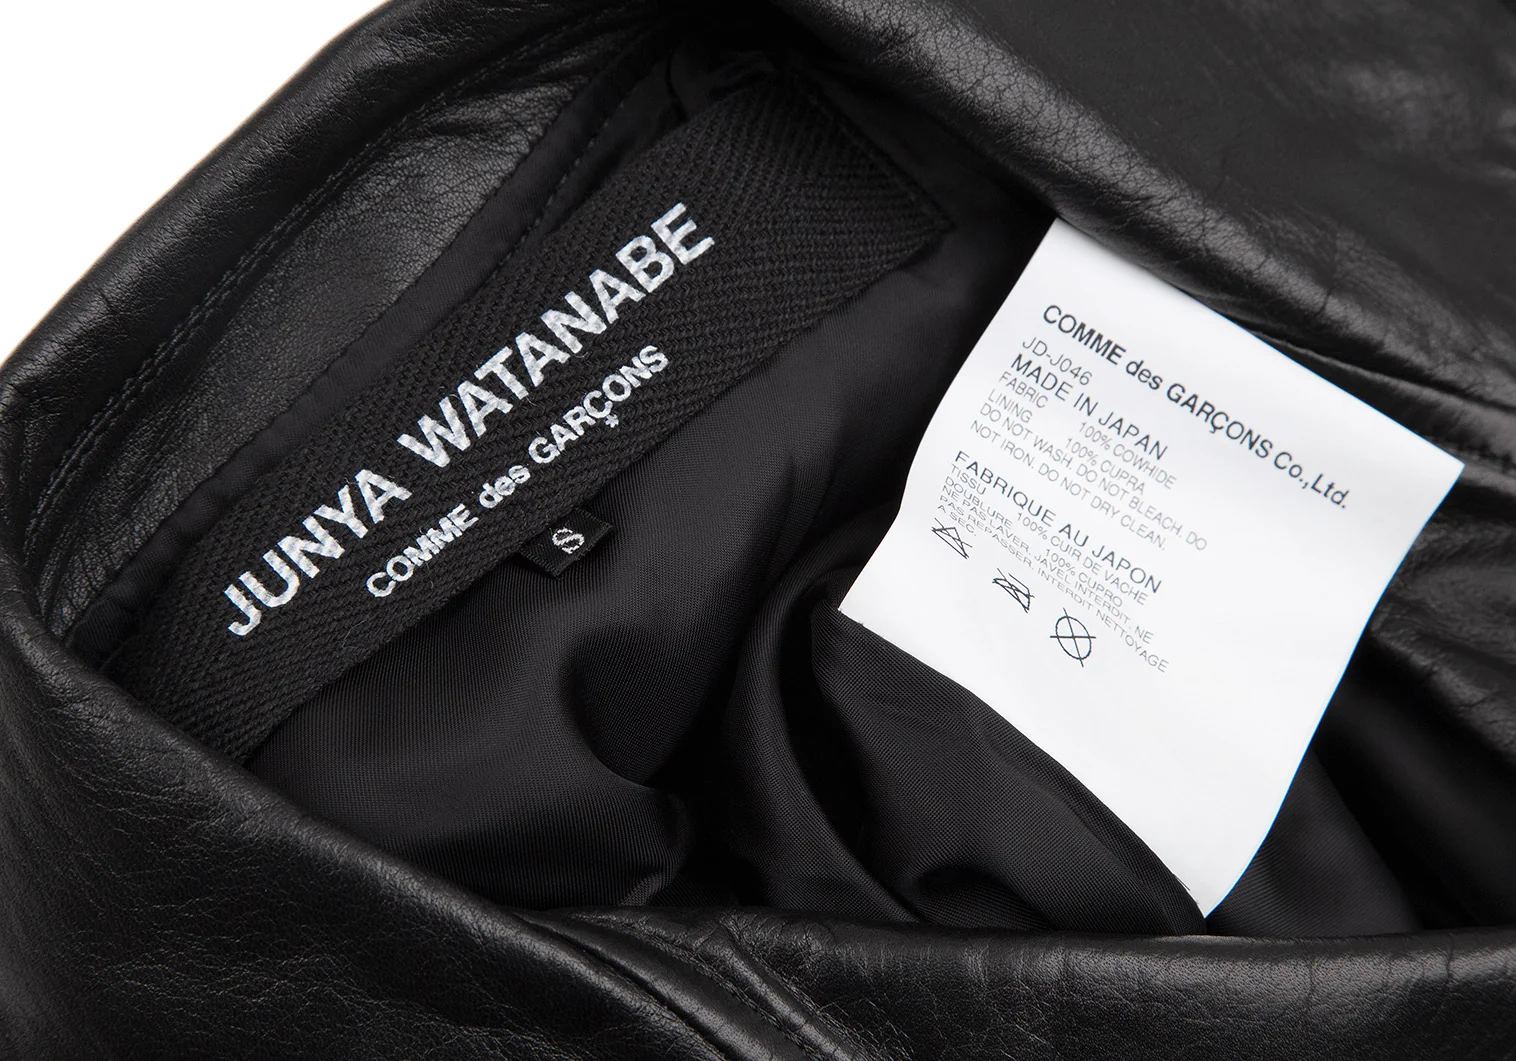 JUNYA WATANABE
COMME des GARÇONS
S
COMME des GARÇONS Co.,Ltd.
JD-J046
MADE IN JAPAN
FABRIC 100% COWHIDE
LINING 100% CUPRA
DO NOT WASH. DO NOT BLEACH. DO
NOT IRON. DO NOT DRY CLEAN.
FABRIQUE AU JAPON
TISSU 100% CUIR DE VACHE
DOUBLURE 100% CUPRO
NE PAS LAVER. JAVEL INTERDIT. NE
PAS REPASSER. INTERDIT NETTOYAGE
A SEC.